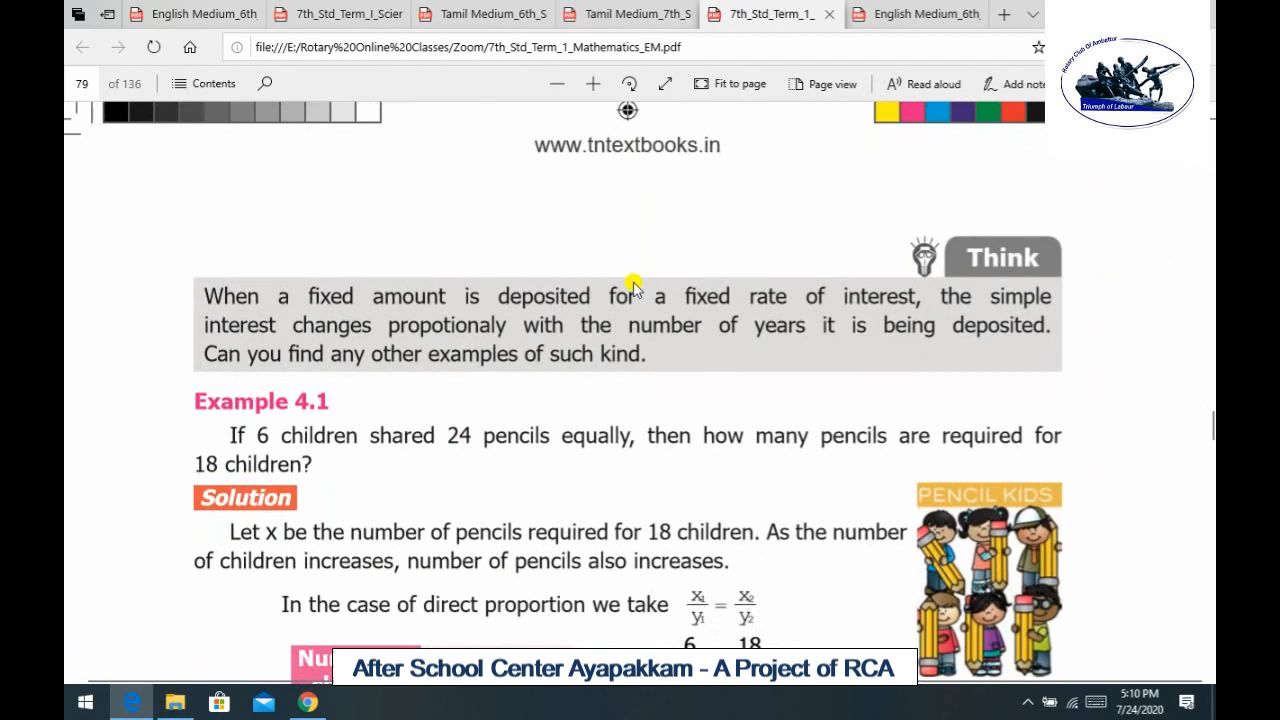 English Medium_6th
7th_Std_Term_I_Scier
Tamil Medium_6th_S
Tamil Medium_7th_S
7th_Std_Term_1_
English Medium_6th_
file:///E:/Rotary%20Online%20Classes/Zoom/7th_Std_Term_1_Mathematics_EM.pdf
Rotary Club Of Ambattur
Triumph of Labour
79 of 136 Contents Fit to page Page view Read aloud Add note
www.tntextbooks.in
Think
When a fixed amount is deposited for a fixed rate of interest, the simple
interest changes propotionaly with the number of years it is being deposited.
Can you find any other examples of such kind.
Example 4.1
If 6 children shared 24 pencils equally, then how many pencils are required for
18 children?
Solution
PENCIL KIDS
Let x be the number of pencils required for 18 children. As the number
of children increases, number of pencils also increases.
In the case of direct proportion we take x₁/y₁ = x₂/y₂
6 18
After School Center Ayapakkam - A Project of RCA
5:10 PM
7/24/2020